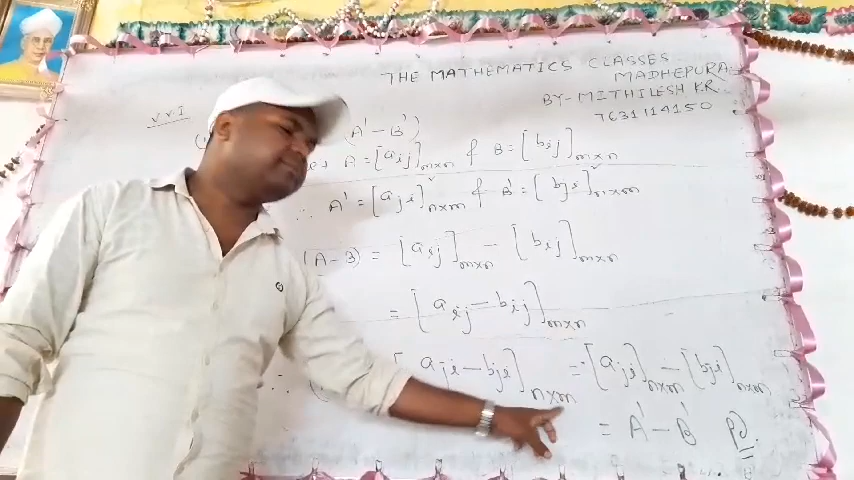 THE MATHEMATICS CLASSES
MADHEPURA
BY- MITHILESH KR.
7631114150
V.V.I
(A' - B')
A = [aij]m×n & B = [bij]m×n
∴ A' = [aji]n×m & B' = [bji]n×m
(A-B) = [aij]m×n - [bij]m×n
= [aij - bij]m×n
[aji - bji]n×m = [aji]n×m - [bji]n×m
= A' - B'